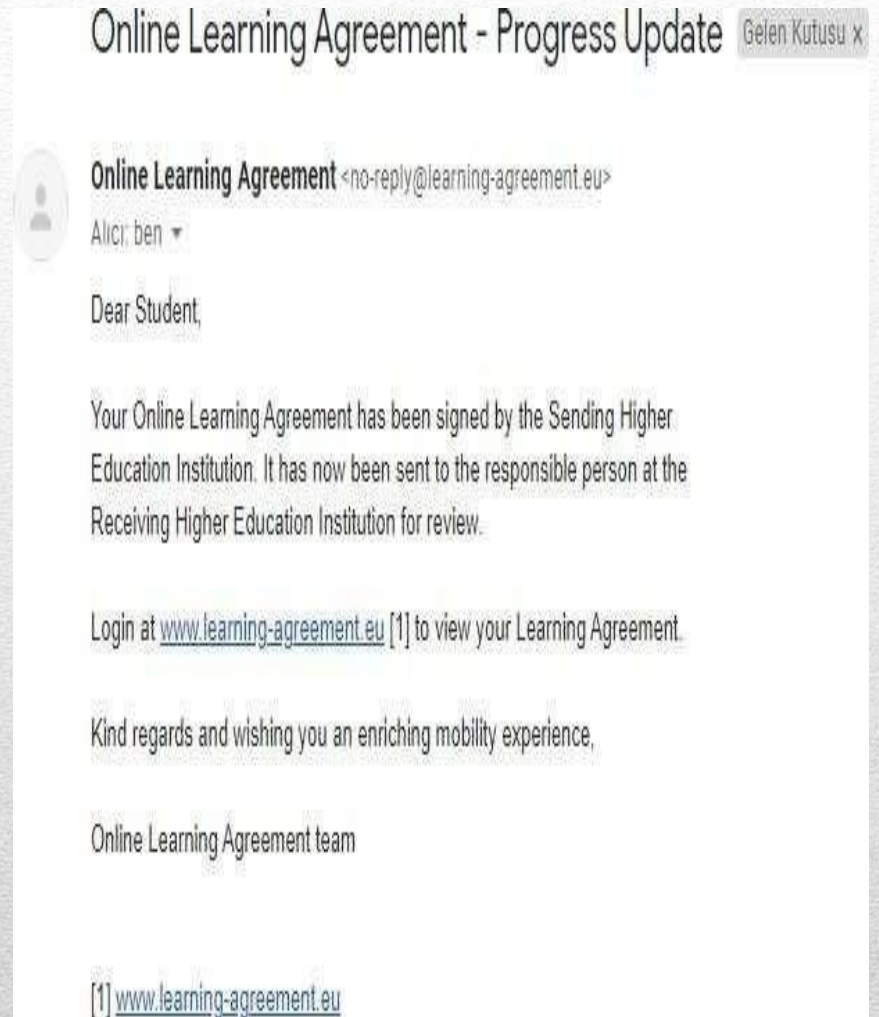 Online Learning Agreement - Progress Update Gelen Kutusu x
Online Learning Agreement <no-reply@learning-agreement.eu>
Alıcı: ben
Dear Student,
Your Online Learning Agreement has been signed by the Sending Higher
Education Institution. It has now been sent to the responsible person at the
Receiving Higher Education Institution for review.
Login at www.learning-agreement.eu [1] to view your Learning Agreement.
Kind regards and wishing you an enriching mobility experience,
Online Learning Agreement team
[1] www.learning-agreement.eu